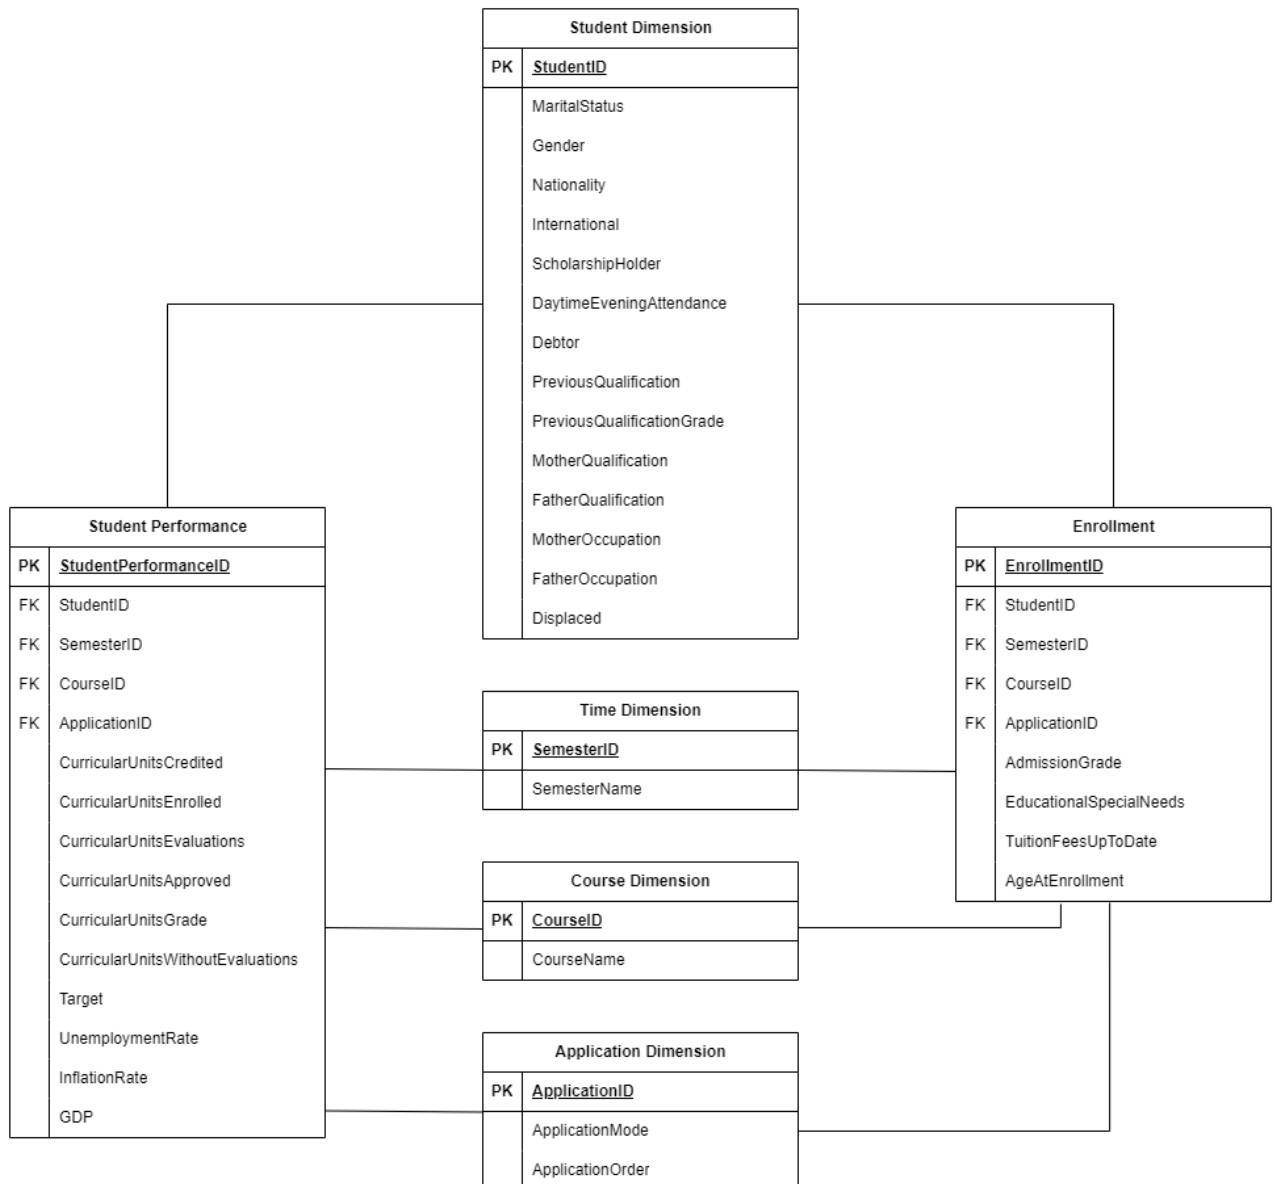 Student Dimension
PK StudentID
MaritalStatus
Gender
Nationality
International
ScholarshipHolder
DaytimeEveningAttendance
Debtor
PreviousQualification
PreviousQualificationGrade
MotherQualification
FatherQualification
MotherOccupation
FatherOccupation
Displaced
Student Performance
PK StudentPerformanceID
FK StudentID
FK SemesterID
FK CourseID
FK ApplicationID
CurricularUnitsCredited
CurricularUnitsEnrolled
CurricularUnitsEvaluations
CurricularUnitsApproved
CurricularUnitsGrade
CurricularUnitsWithoutEvaluations
Target
UnemploymentRate
InflationRate
GDP
Time Dimension
PK SemesterID
SemesterName
Course Dimension
PK CourseID
CourseName
Application Dimension
PK ApplicationID
ApplicationMode
ApplicationOrder
Enrollment
PK EnrollmentID
FK StudentID
FK SemesterID
FK CourseID
FK ApplicationID
AdmissionGrade
EducationalSpecialNeeds
TuitionFeesUpToDate
AgeAtEnrollment